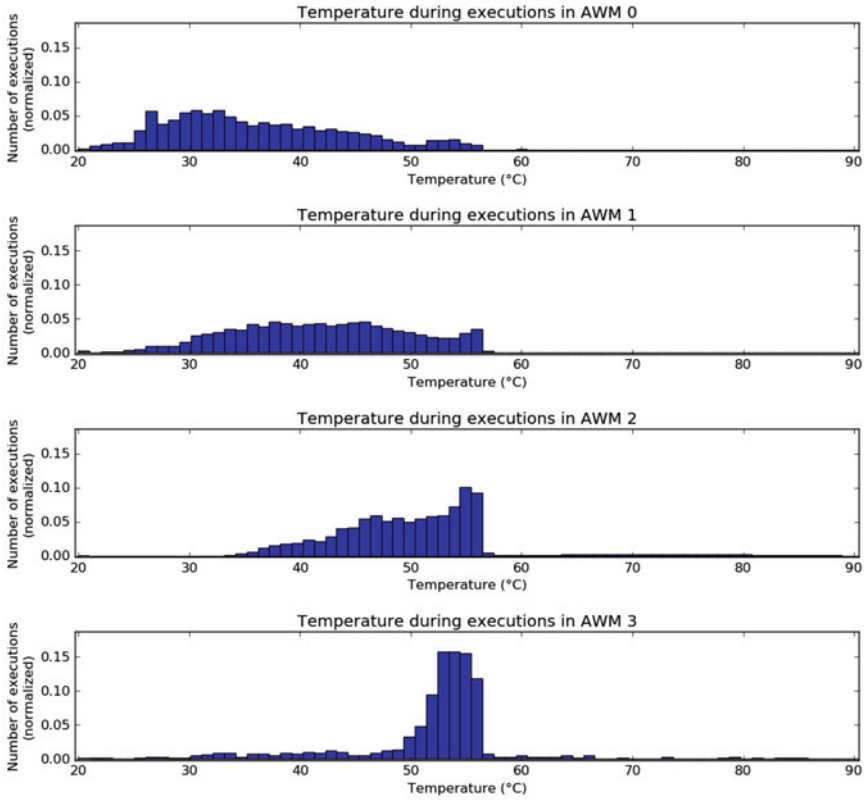 Temperature during executions in AWM 0
Number of executions
(normalized)
0.15
0.10
0.05
0.00
20 30 40 50 60 70 80 90
Temperature (°C)
Temperature during executions in AWM 1
Number of executions
(normalized)
0.15
0.10
0.05
0.00
20 30 40 50 60 70 80 90
Temperature (°C)
Temperature during executions in AWM 2
Number of executions
(normalized)
0.15
0.10
0.05
0.00
20 30 40 50 60 70 80 90
Temperature (°C)
Temperature during executions in AWM 3
Number of executions
(normalized)
0.15
0.10
0.05
0.00
20 30 40 50 60 70 80 90
Temperature (°C)